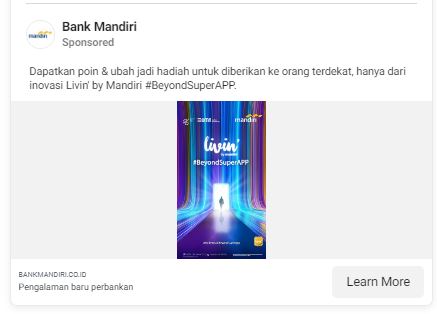 Bank Mandiri
Sponsored
Dapatkan poin & ubah jadi hadiah untuk diberikan ke orang terdekat, hanya dari
inovasi Livin' by Mandiri #BeyondSuperAPP.
mandiri
livin'
by mandiri
#BeyondSuperAPP
BANKMANDIRI.CO.ID
Pengalaman baru perbankan
Learn More